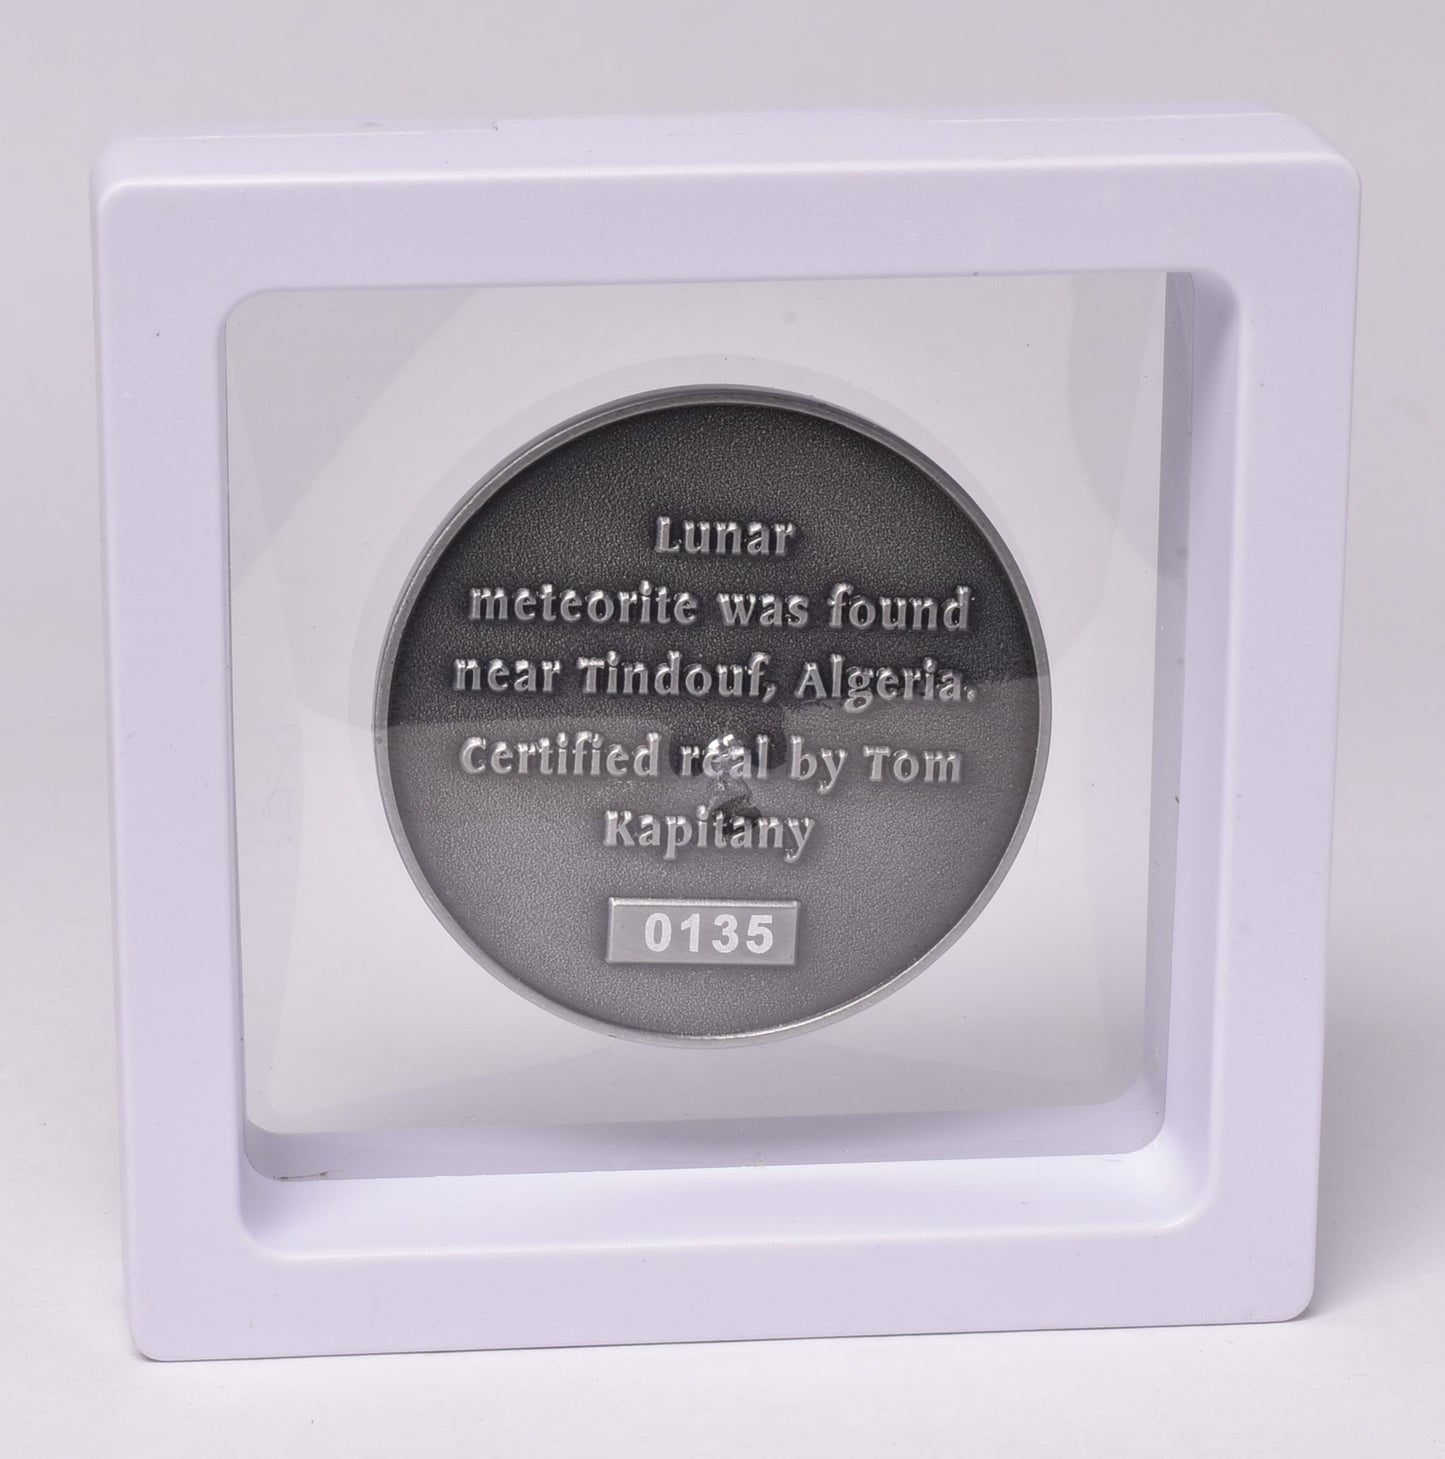 Lunar
meteorite was found
near Tindouf, Algeria.
Certified real by Tom
Kapitany
0135